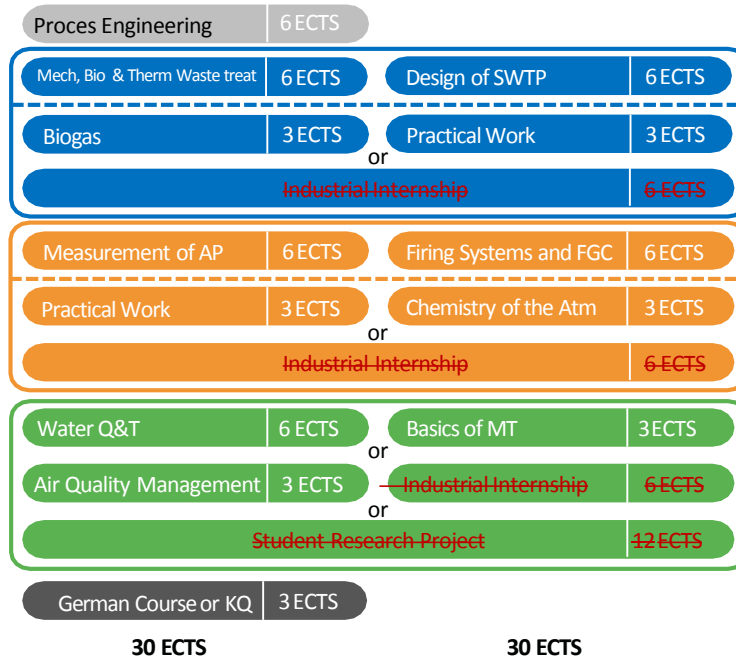 Proces Engineering 6 ECTS
Mech, Bio & Therm Waste treat 6 ECTS Design of SWTP 6 ECTS
Biogas 3 ECTS Practical Work 3 ECTS
or
Industrial Internship 6 ECTS
Measurement of AP 6 ECTS Firing Systems and FGC 6 ECTS
Practical Work 3 ECTS Chemistry of the Atm 3 ECTS
or
Industrial Internship 6 ECTS
Water Q&T 6 ECTS Basics of MT 3 ECTS
or
Air Quality Management 3 ECTS Industrial Internship 6 ECTS
or
Student Research Project 12 ECTS
German Course or KQ 3 ECTS
30 ECTS 30 ECTS